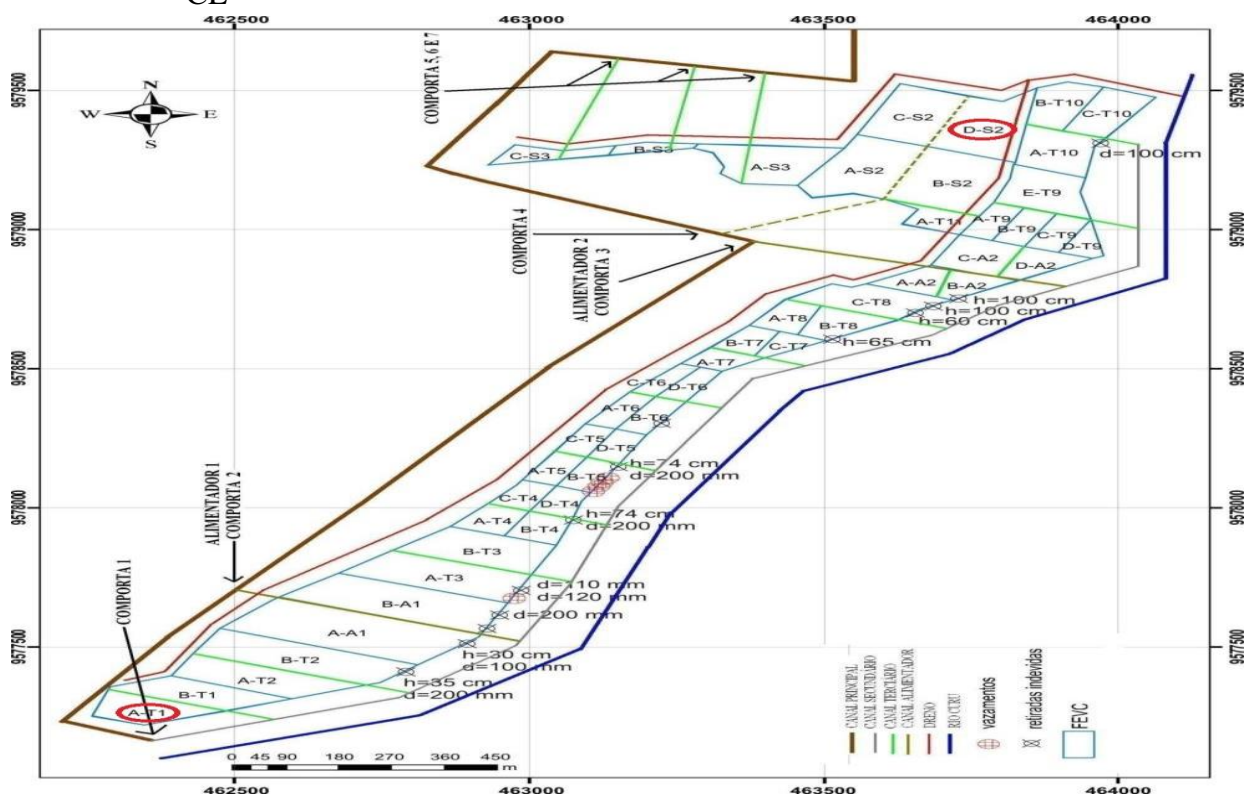 CE
462500 463000 463500 464000
9579500
9579000
9578500
9578000
9577500
N
W E
S
COMPORTA 5, 6 E 7
COMPORTA 4
ALIMENTADOR 2
COMPORTA 3
ALIMENTADOR 1
COMPORTA 2
COMPORTA 1
B-T10
C-T10
C-S2
D-S2
A-T10
d=100 cm
C-S3
B-S3
A-S3
A-S2
B-S2
E-T9
A-T11
A-T9
B-T9
C-T9
D-T9
C-A2
D-A2
A-A2
B-A2
C-T8
h=100 cm
h=100 cm
h=60 cm
A-T8
B-T8
h=65 cm
B-T7
C-T7
A-T7
C-T6
D-T6
A-T6
B-T6
C-T5
D-T5
h=74 cm
d=200 mm
A-T5
B-T5
C-T4
D-T4
h=74 cm
d=200 mm
A-T4
B-T4
B-T3
A-T3
d=110 mm
d=120 mm
B-A1
d=200 mm
A-A1
h=30 cm
d=100 mm
B-T2
A-T2
h=35 cm
d=200 mm
B-T1
A-T1
0 45 90 180 270 360 450
m
CANAL PRINCIPAL
CANAL SECUNDÁRIO
CANAL TERCIÁRIO
CANAL ALIMENTADOR
DRENO
RIO CURU
vazamentos
retiradas indevidas
FEVC
9579500
9579000
9578500
9578000
9577500
462500 463000 463500 464000